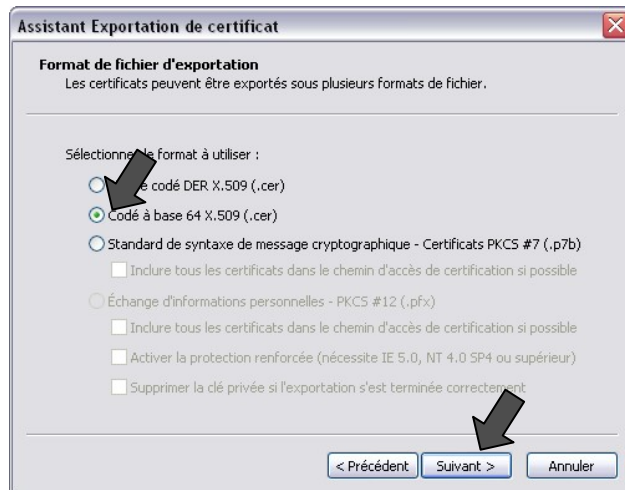 Assistant Exportation de certificat
Format de fichier d'exportation
Les certificats peuvent être exportés sous plusieurs formats de fichier.
le format à utiliser :
codé DER X.509 (.cer)
Codé à base 64 X.509 (.cer)
Standard de syntaxe de message cryptographique - Certificats PKCS #7 (.p7b)
Inclure tous les certificats dans le chemin d'accès de certification si possible
Échange d'informations personnelles - PKCS #12 (.pfx)
Inclure tous les certificats dans le chemin d'accès de certification si possible
Activer la protection renforcée (nécessite IE 5.0, NT 4.0 SP4 ou supérieur)
Supprimer la clé privée si l'exportation s'est terminée correctement
< Précédent Suivant > Annuler